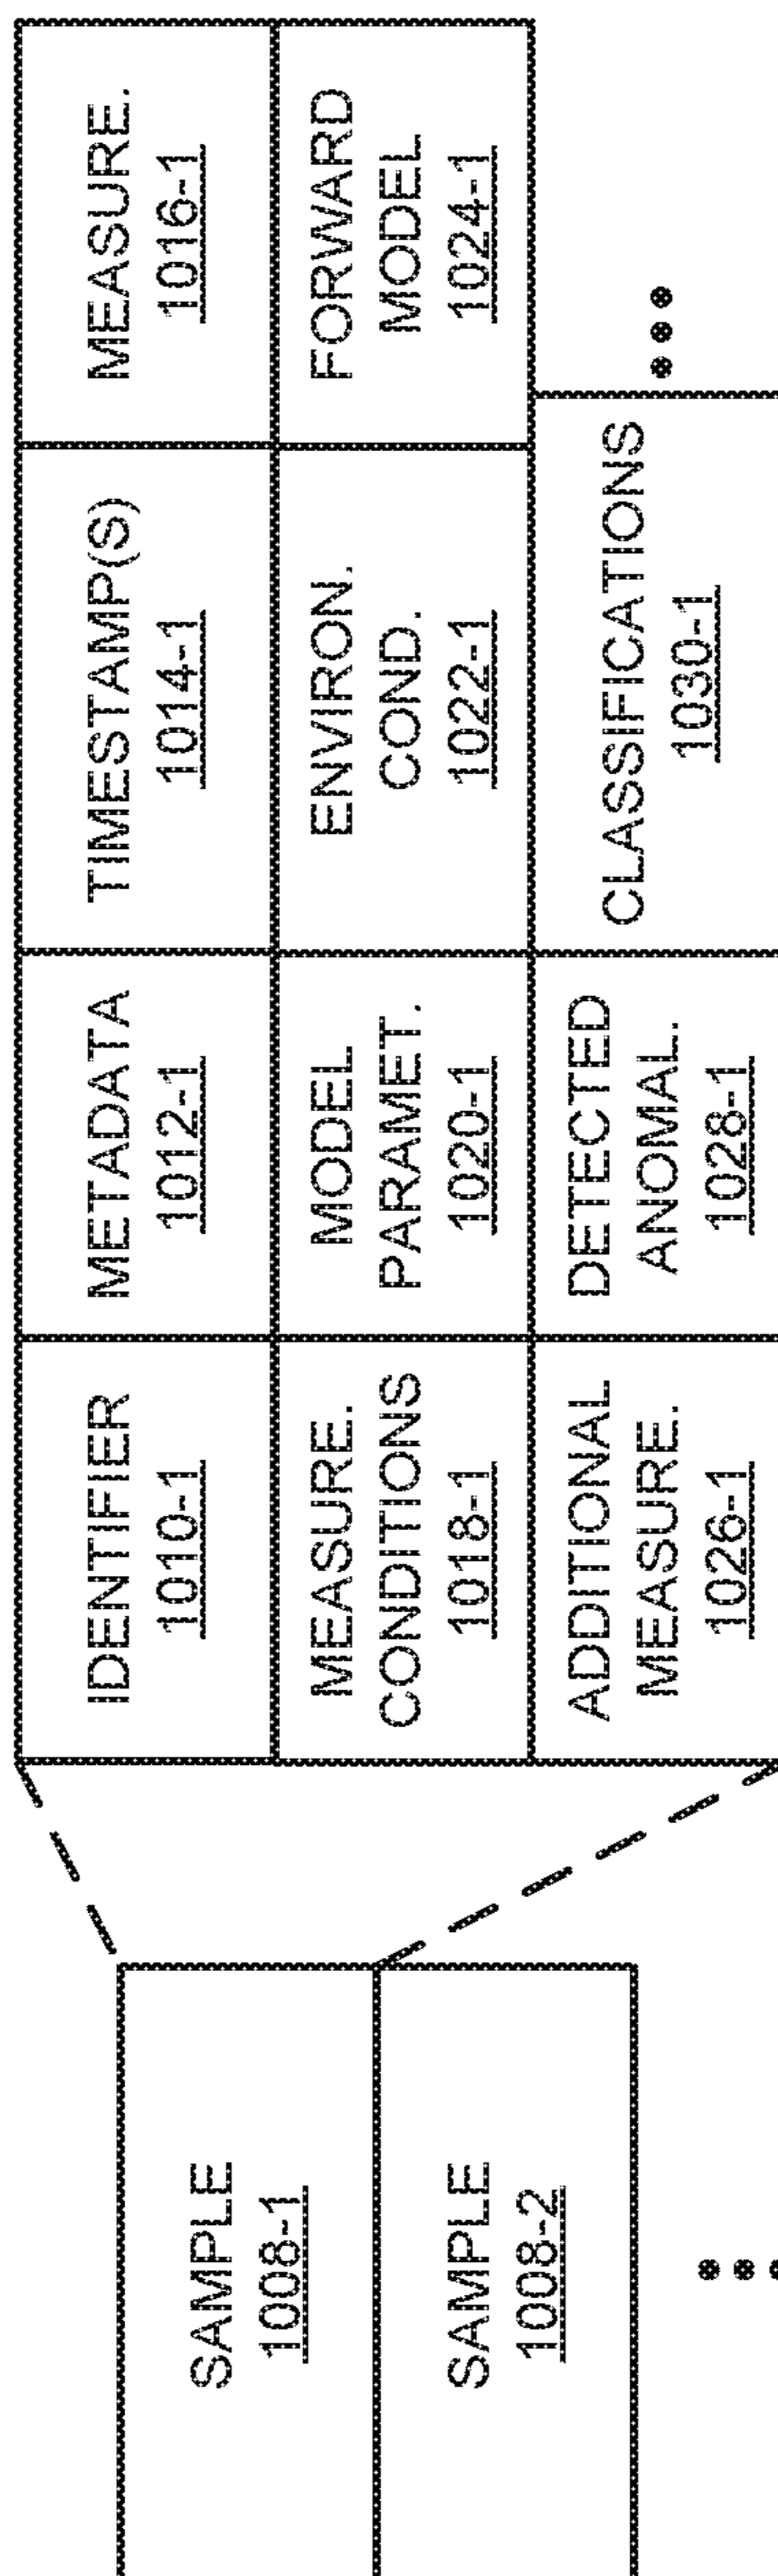 SAMPLE
1008-1
SAMPLE
1008-2
IDENTIFIER
1010-1
METADATA
1012-1
TIMESTAMP(S)
1014-1
MEASURE.
1016-1
MEASURE.
CONDITIONS
1018-1
MODEL
PARAMET.
1020-1
ENVIRON.
COND.
1022-1
FORWARD
MODEL
1024-1
ADDITIONAL
MEASURE.
1026-1
DETECTED
ANOMAL.
1028-1
CLASSIFICATIONS
1030-1